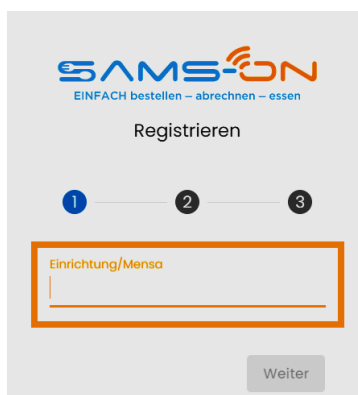 SAMS-ON
EINFACH bestellen – abrechnen – essen
Registrieren
1 2 3
Einrichtung/Mensa
Weiter